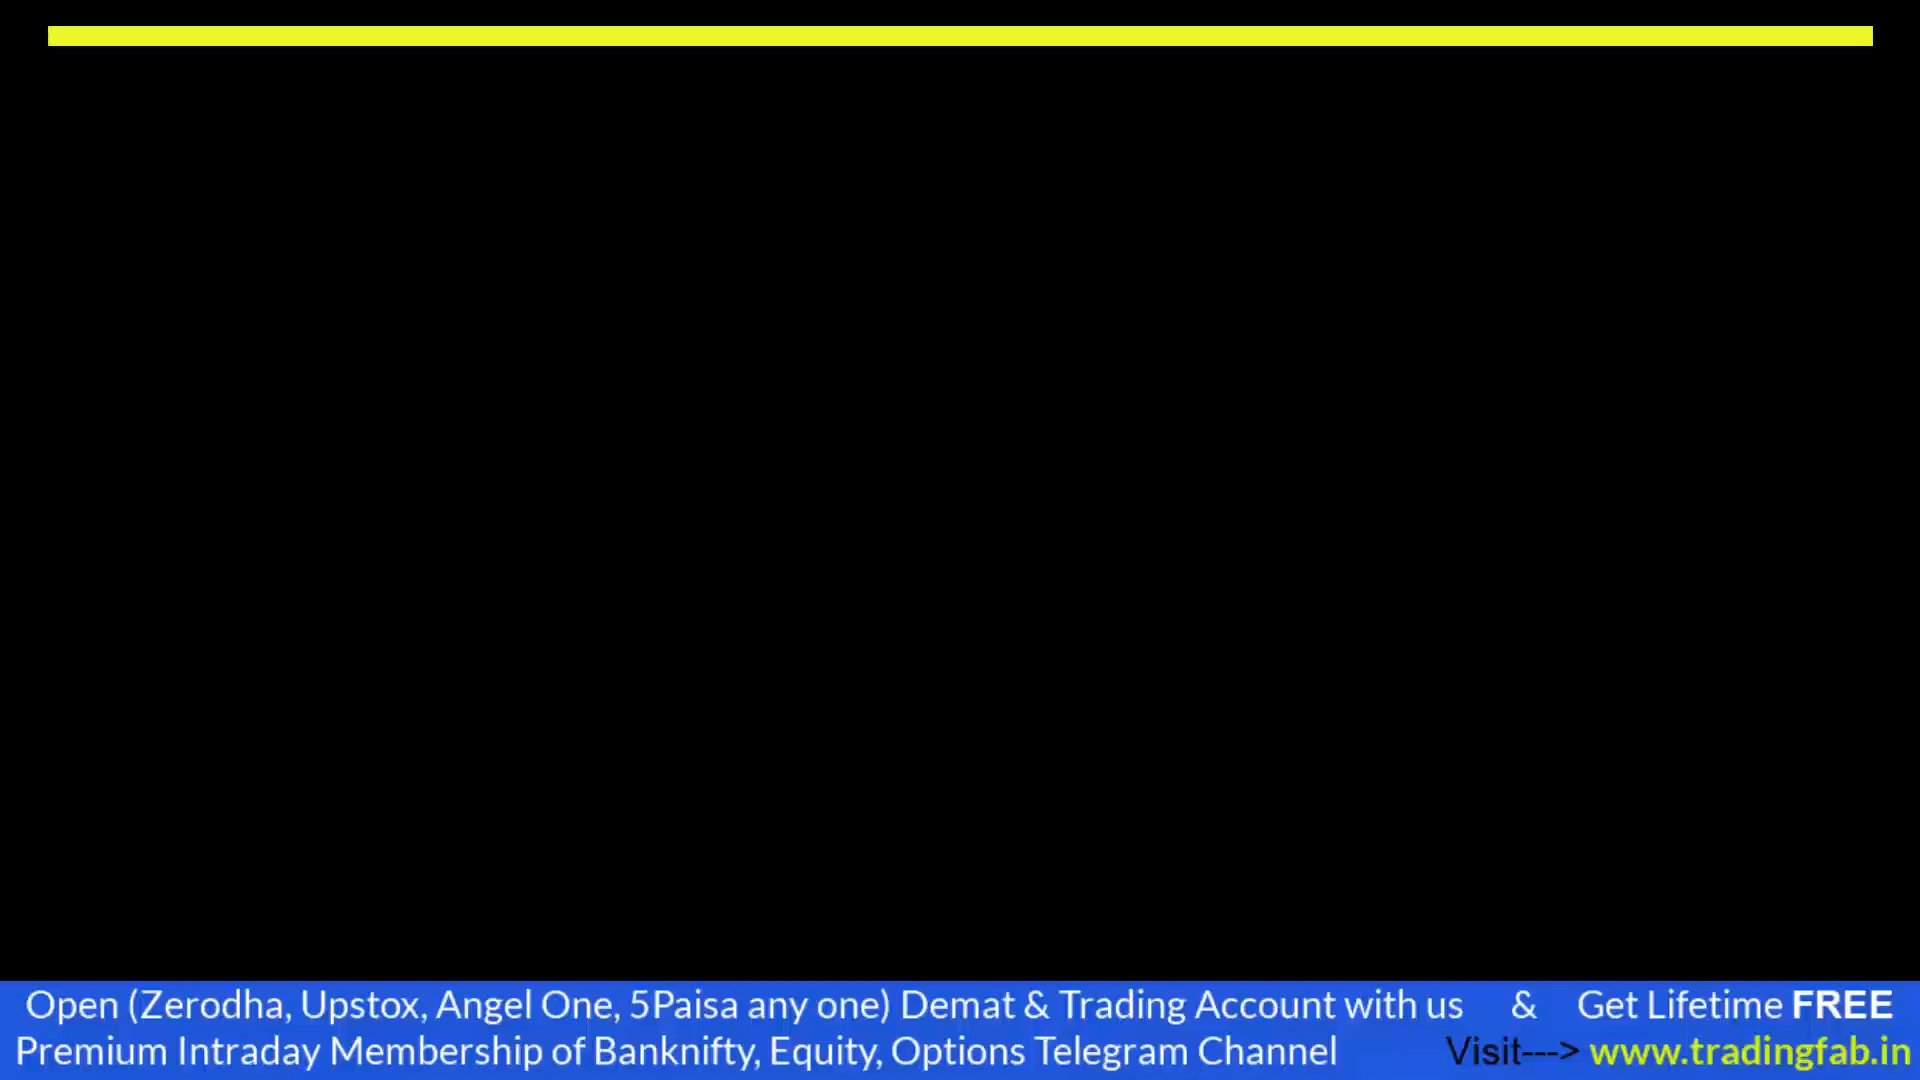 Open (Zerodha, Upstox, Angel One, 5Paisa any one) Demat & Trading Account with us & Get Lifetime FREE
Premium Intraday Membership of Banknifty, Equity, Options Telegram Channel Visit---> www.tradingfab.in